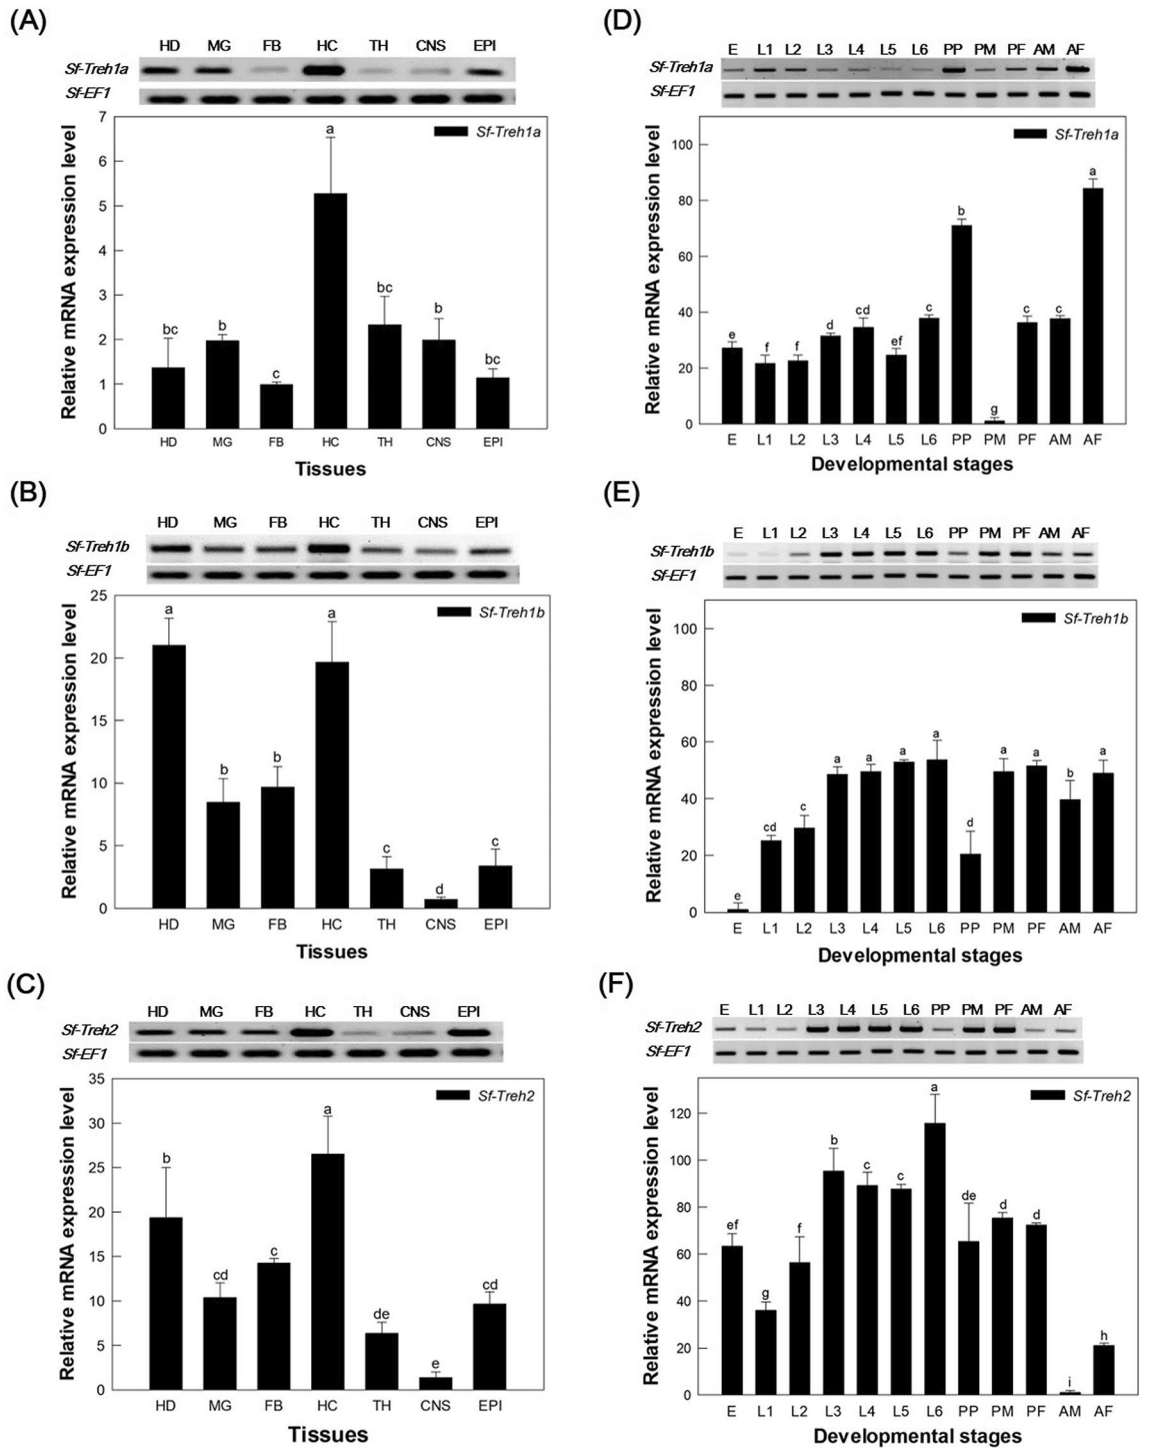 (A)
HD MG FB HC TH CNS EPI
Sf-Treh1a
Sf-EF1
Relative mRNA expression level
7
6
5
4
3
2
1
0
Sf-Treh1a
bc b c a bc b bc
HD MG FB HC TH CNS EPI
Tissues
(D)
E L1 L2 L3 L4 L5 L6 PP PM PF AM AF
Sf-Treh1a
Sf-EF1
Relative mRNA expression level
100
80
60
40
20
0
Sf-Treh1a
e f f d cd ef c b g c c a
E L1 L2 L3 L4 L5 L6 PP PM PF AM AF
Developmental stages
(B)
HD MG FB HC TH CNS EPI
Sf-Treh1b
Sf-EF1
Relative mRNA expression level
25
20
15
10
5
0
Sf-Treh1b
a b b a c d c
HD MG FB HC TH CNS EPI
Tissues
(E)
E L1 L2 L3 L4 L5 L6 PP PM PF AM AF
Sf-Treh1b
Sf-EF1
Relative mRNA expression level
100
80
60
40
20
0
Sf-Treh1b
e cd c a a a a d a a b a
E L1 L2 L3 L4 L5 L6 PP PM PF AM AF
Developmental stages
(C)
HD MG FB HC TH CNS EPI
Sf-Treh2
Sf-EF1
Relative mRNA expression level
35
30
25
20
15
10
5
0
Sf-Treh2
b cd c a de e cd
HD MG FB HC TH CNS EPI
Tissues
(F)
E L1 L2 L3 L4 L5 L6 PP PM PF AM AF
Sf-Treh2
Sf-EF1
Relative mRNA expression level
120
100
80
60
40
20
0
Sf-Treh2
ef g f b c c a de d d i h
E L1 L2 L3 L4 L5 L6 PP PM PF AM AF
Developmental stages